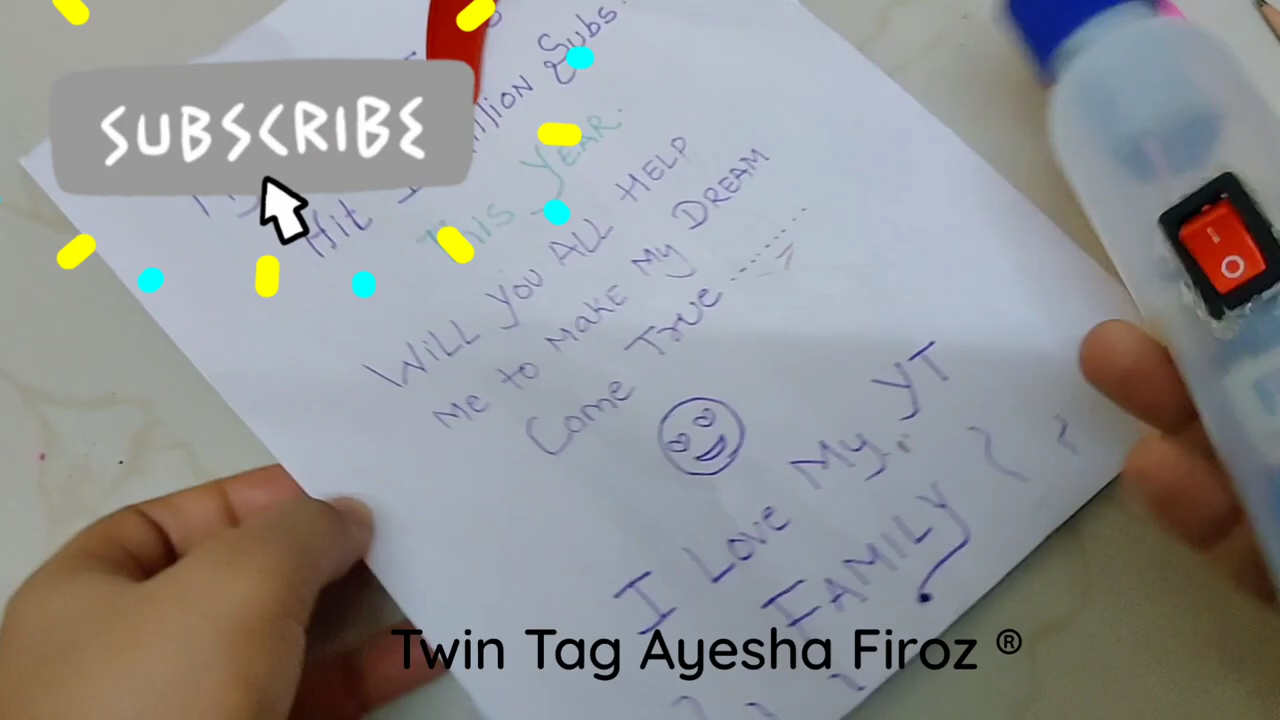 SUBSCRIBE
Subs.
Hit
This YEAR.
WiLL You ALL HELP
Me to Make My DREAM
Come True........
I Love My YT
FAMILY
Twin Tag Ayesha Firoz ®